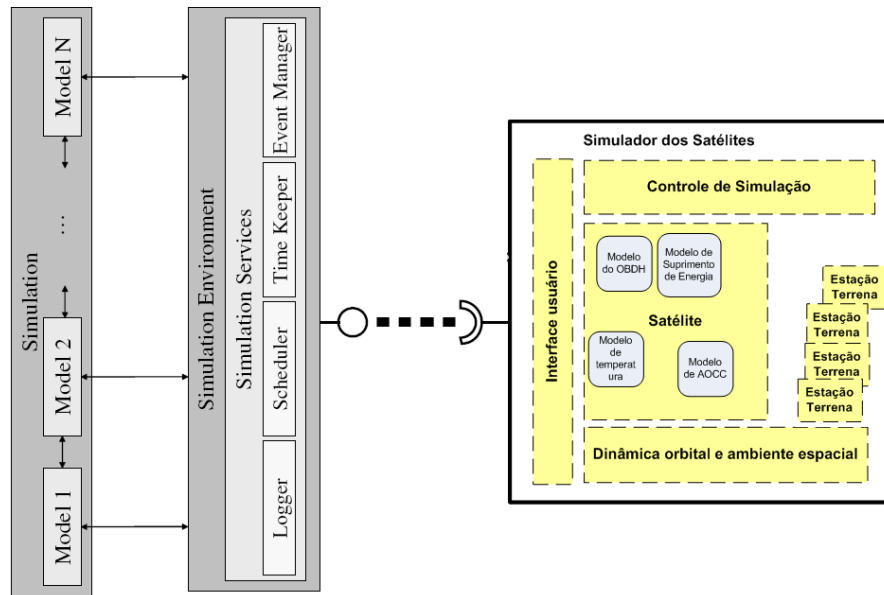 Simulation
Model N
...
Model 2
Model 1
Simulation Environment
Simulation Services
Event Manager
Time Keeper
Scheduler
Logger
Simulador dos Satélites
Interface usuário
Controle de Simulação
Modelo
do OBDH
Modelo de
Suprimento
de Energia
Satélite
Modelo
de
temperat
ura
Modelo
de AOCC
Estação
Terrena
Estação
Terrena
Estação
Terrena
Estação
Terrena
Dinâmica orbital e ambiente espacial